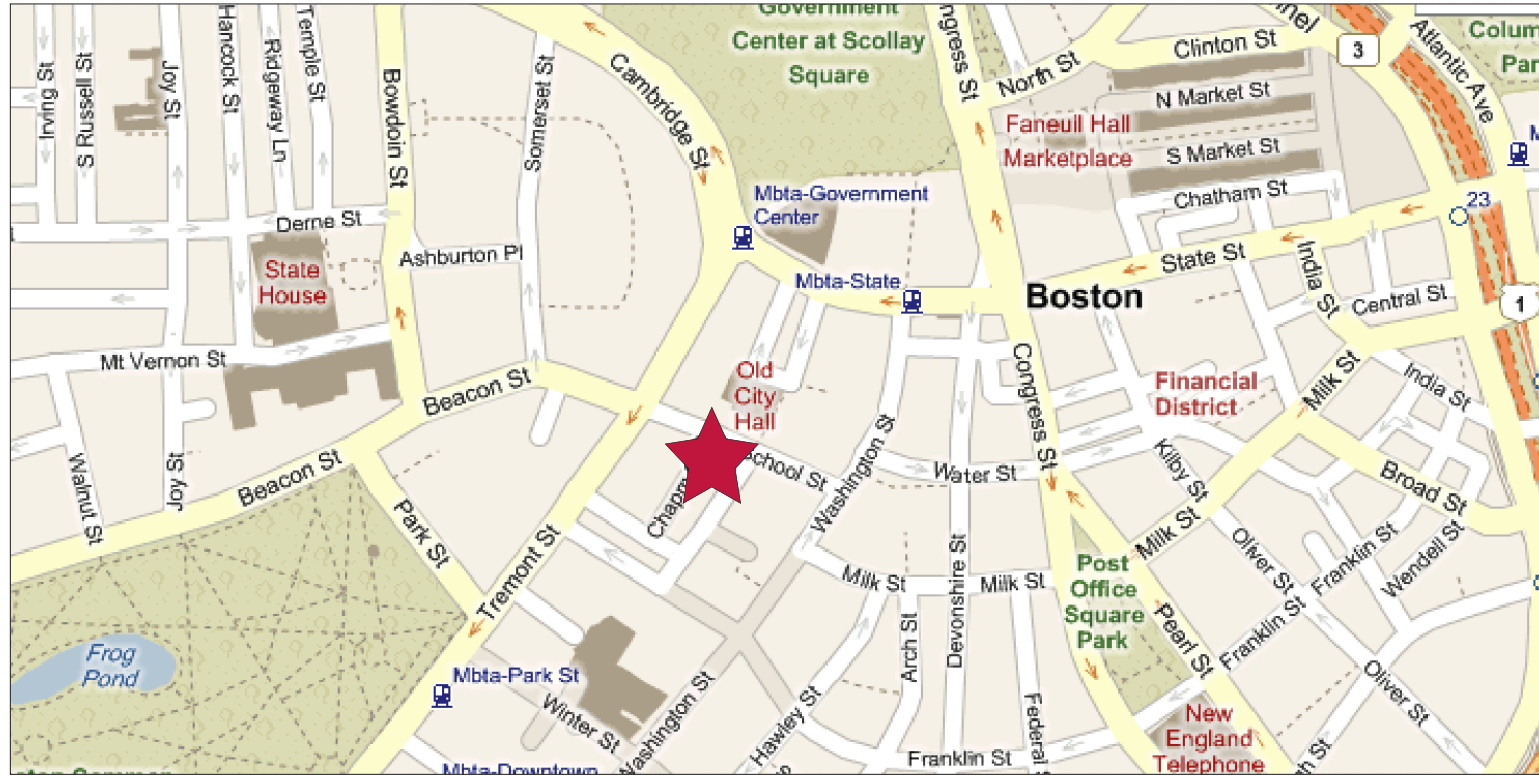 Government
Center at Scollay
Square
Clinton St
3
Atlantic Ave
North St
N Market St
Faneuil Hall
Marketplace
S Market St
Chatham St
Irving St
S Russell St
Joy St
Hancock St
Ridgeway Ln
Temple St
Bowdoin St
Somerset St
Cambridge St
Mbta-Government
Center
23
Derne St
Ashburton Pl
State
House
Mbta-State
Boston
State St
India St
Central St
1
Mt Vernon St
Beacon St
Old
City
Hall
Congress St
Financial
District
Milk St
India St
Walnut St
Joy St
Beacon St
School St
Washington St
Water St
Kilby St
Broad St
Park St
Tremont St
Milk St
Milk St
Milk St
Devonshire St
Arch St
Post
Office
Square
Park
Pearl St
Oliver St
Franklin St
Wendell St
Franklin St
Oliver St
Frog
Pond
Mbta-Park St
Winter St
Washington St
Hawley St
Federal
Franklin St
New
England
Telephone
Mbta-Downtown